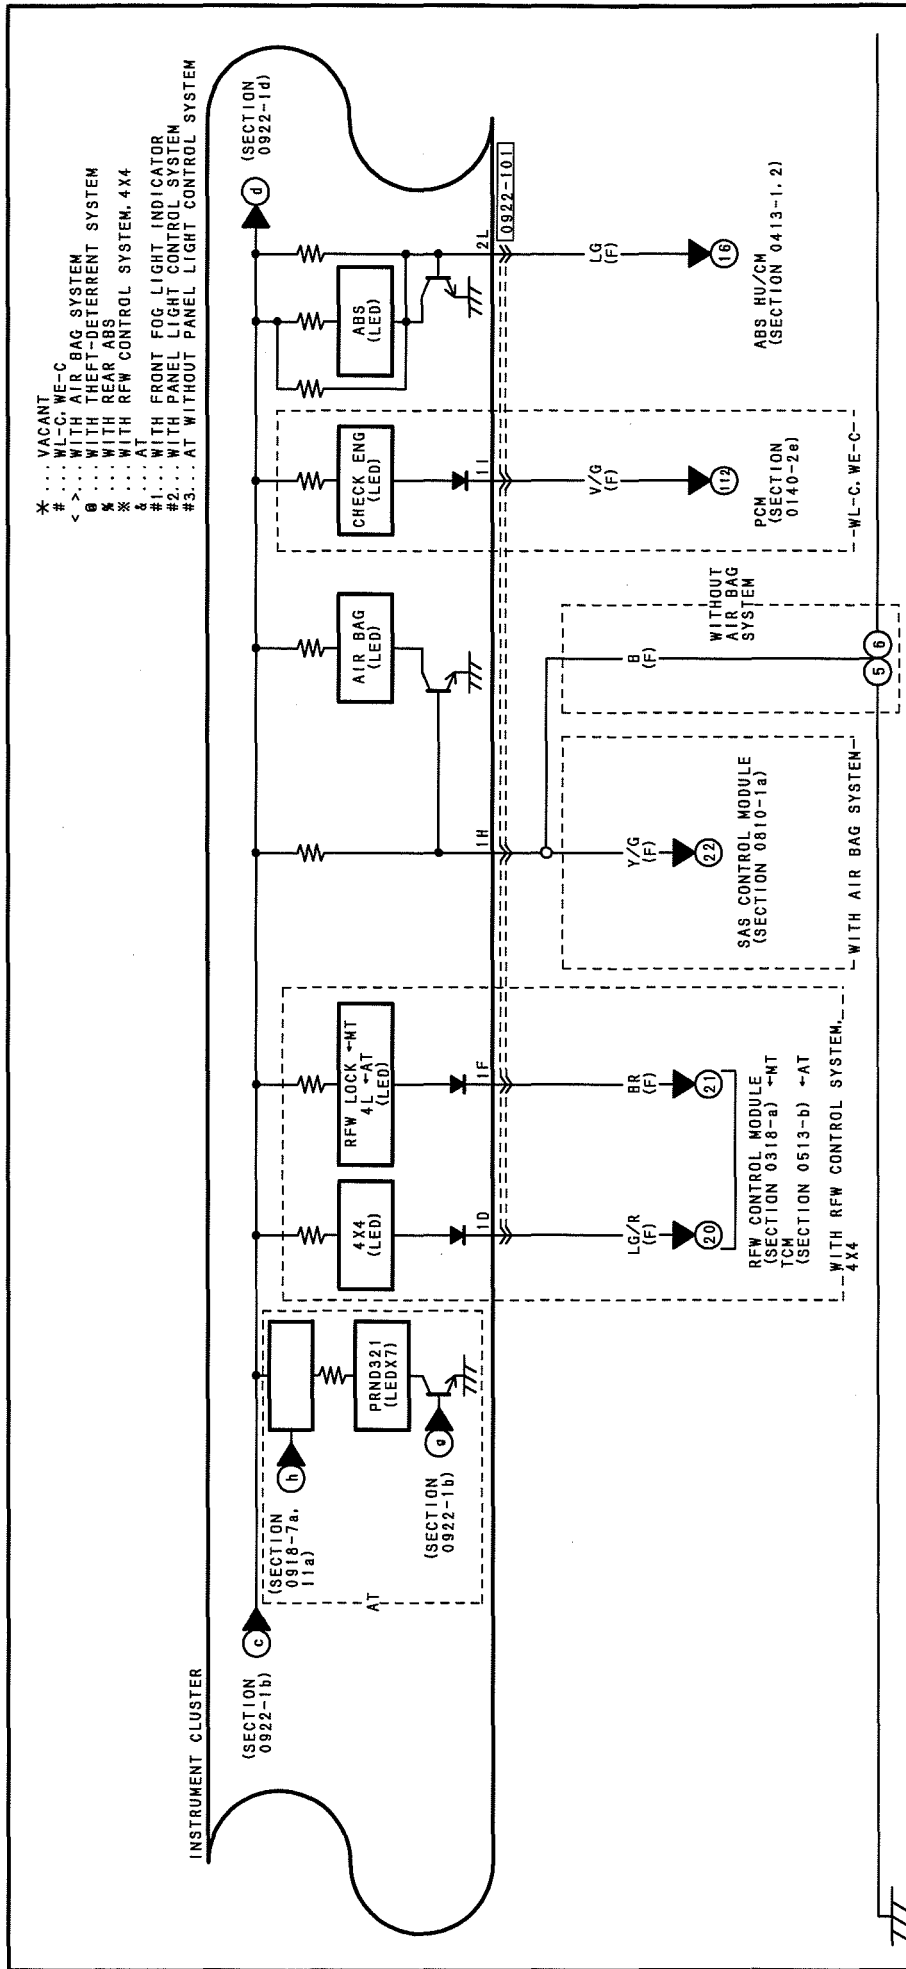 INSTRUMENT CLUSTER
*...VACANT
#...WL-C, WE-C
< >...WITH AIR BAG SYSTEM
@...WITH THEFT-DETERRENT SYSTEM
%...WITH REAR ABS
※...WITH RFW CONTROL SYSTEM, 4X4
&...AT
#1...WITH FRONT FOG LIGHT INDICATOR
#2...WITH PANEL LIGHT CONTROL SYSTEM
#3...AT WITHOUT PANEL LIGHT CONTROL SYSTEM
(SECTION
0922-1b)
c
d
(SECTION
0922-1d)
(SECTION
0918-7a,
11a)
h
PRND321
(LEDX7)
g
(SECTION
0922-1b)
AT
4X4
(LED)
RFW LOCK ←MT
4L ←AT
(LED)
AIR BAG
(LED)
CHECK ENG
(LED)
ABS
(LED)
1D
1F
1H
1I
2L
0922-101
LG/R
(F)
BR
(F)
Y/G
(F)
B
(F)
V/G
(F)
LG
(F)
20
21
22
112
16
RFW CONTROL MODULE
(SECTION 0318-a) ←MT
TCM
(SECTION 0513-b) ←AT
WITH RFW CONTROL SYSTEM,
4X4
SAS CONTROL MODULE
(SECTION 0810-1a)
WITH AIR BAG SYSTEM
WITHOUT
AIR BAG
SYSTEM
5
6
PCM
(SECTION
0140-2e)
WL-C, WE-C
ABS HU/CM
(SECTION 0413-1, 2)